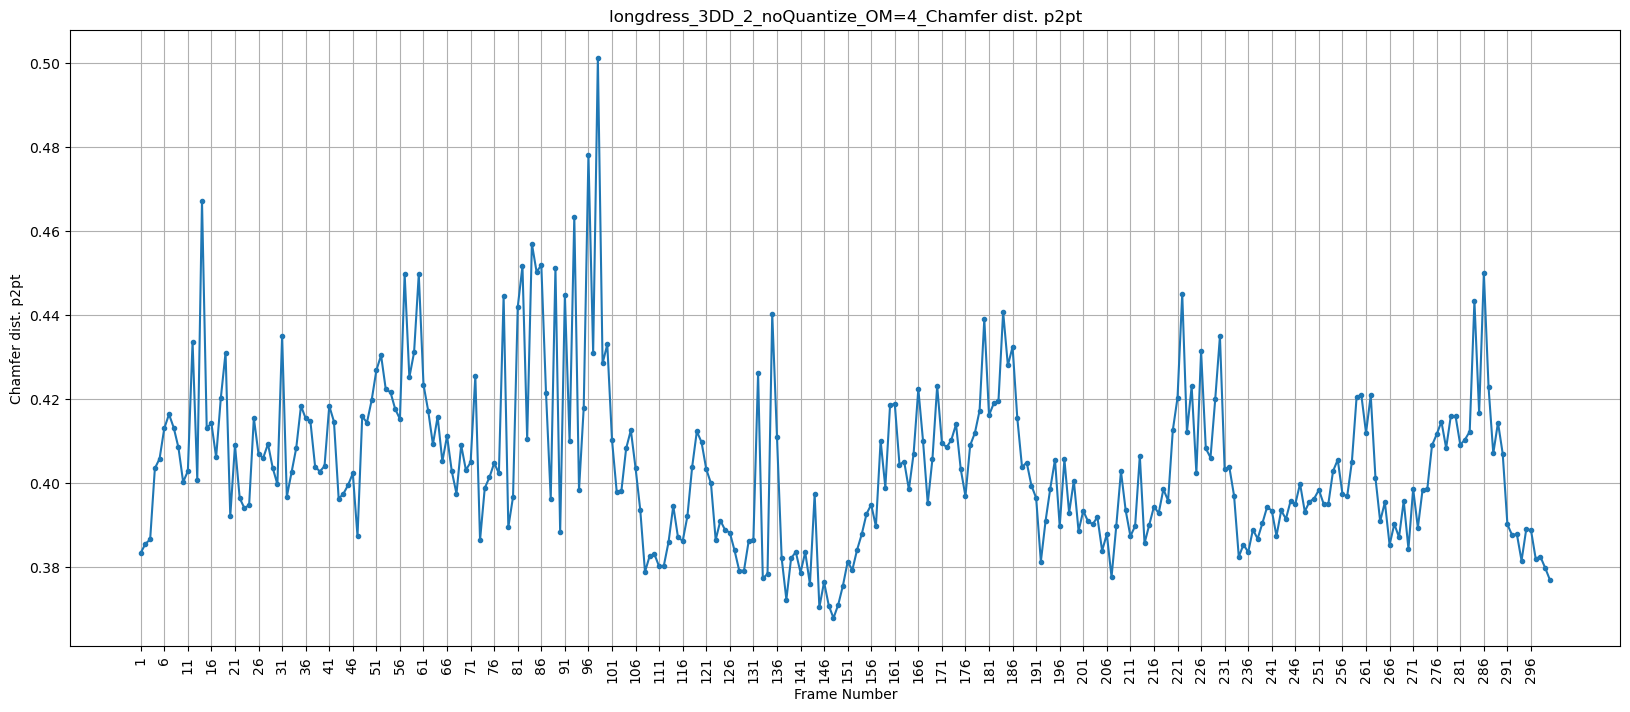 longdress_3DD_2_noQuantize_OM=4_Chamfer dist. p2pt
0.50
0.48
0.46
0.44
0.42
0.40
0.38
Chamfer dist. p2pt
1 6 11 16 21 26 31 36 41 46 51 56 61 66 71 76 81 86 91 96 101 106 111 116 121 126 131 136 141 146 151 156 161 166 171 176 181 186 191 196 201 206 211 216 221 226 231 236 241 246 251 256 261 266 271 276 281 286 291 296
Frame Number